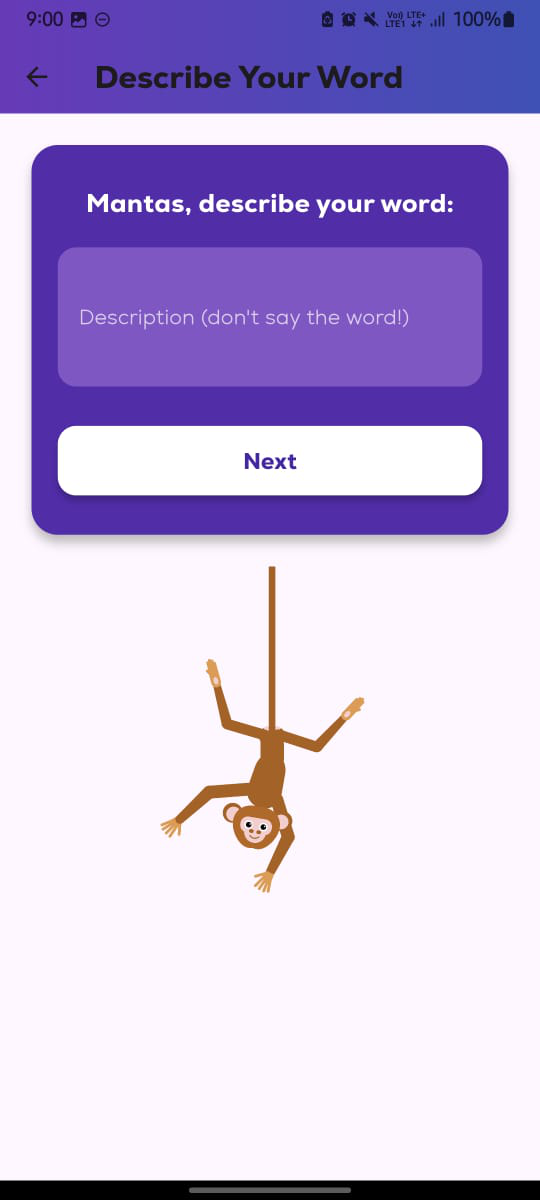 9:00 Vo)) LTE+ 100%
LTE1
Describe Your Word
Mantas, describe your word:
Description (don't say the word!)
Next